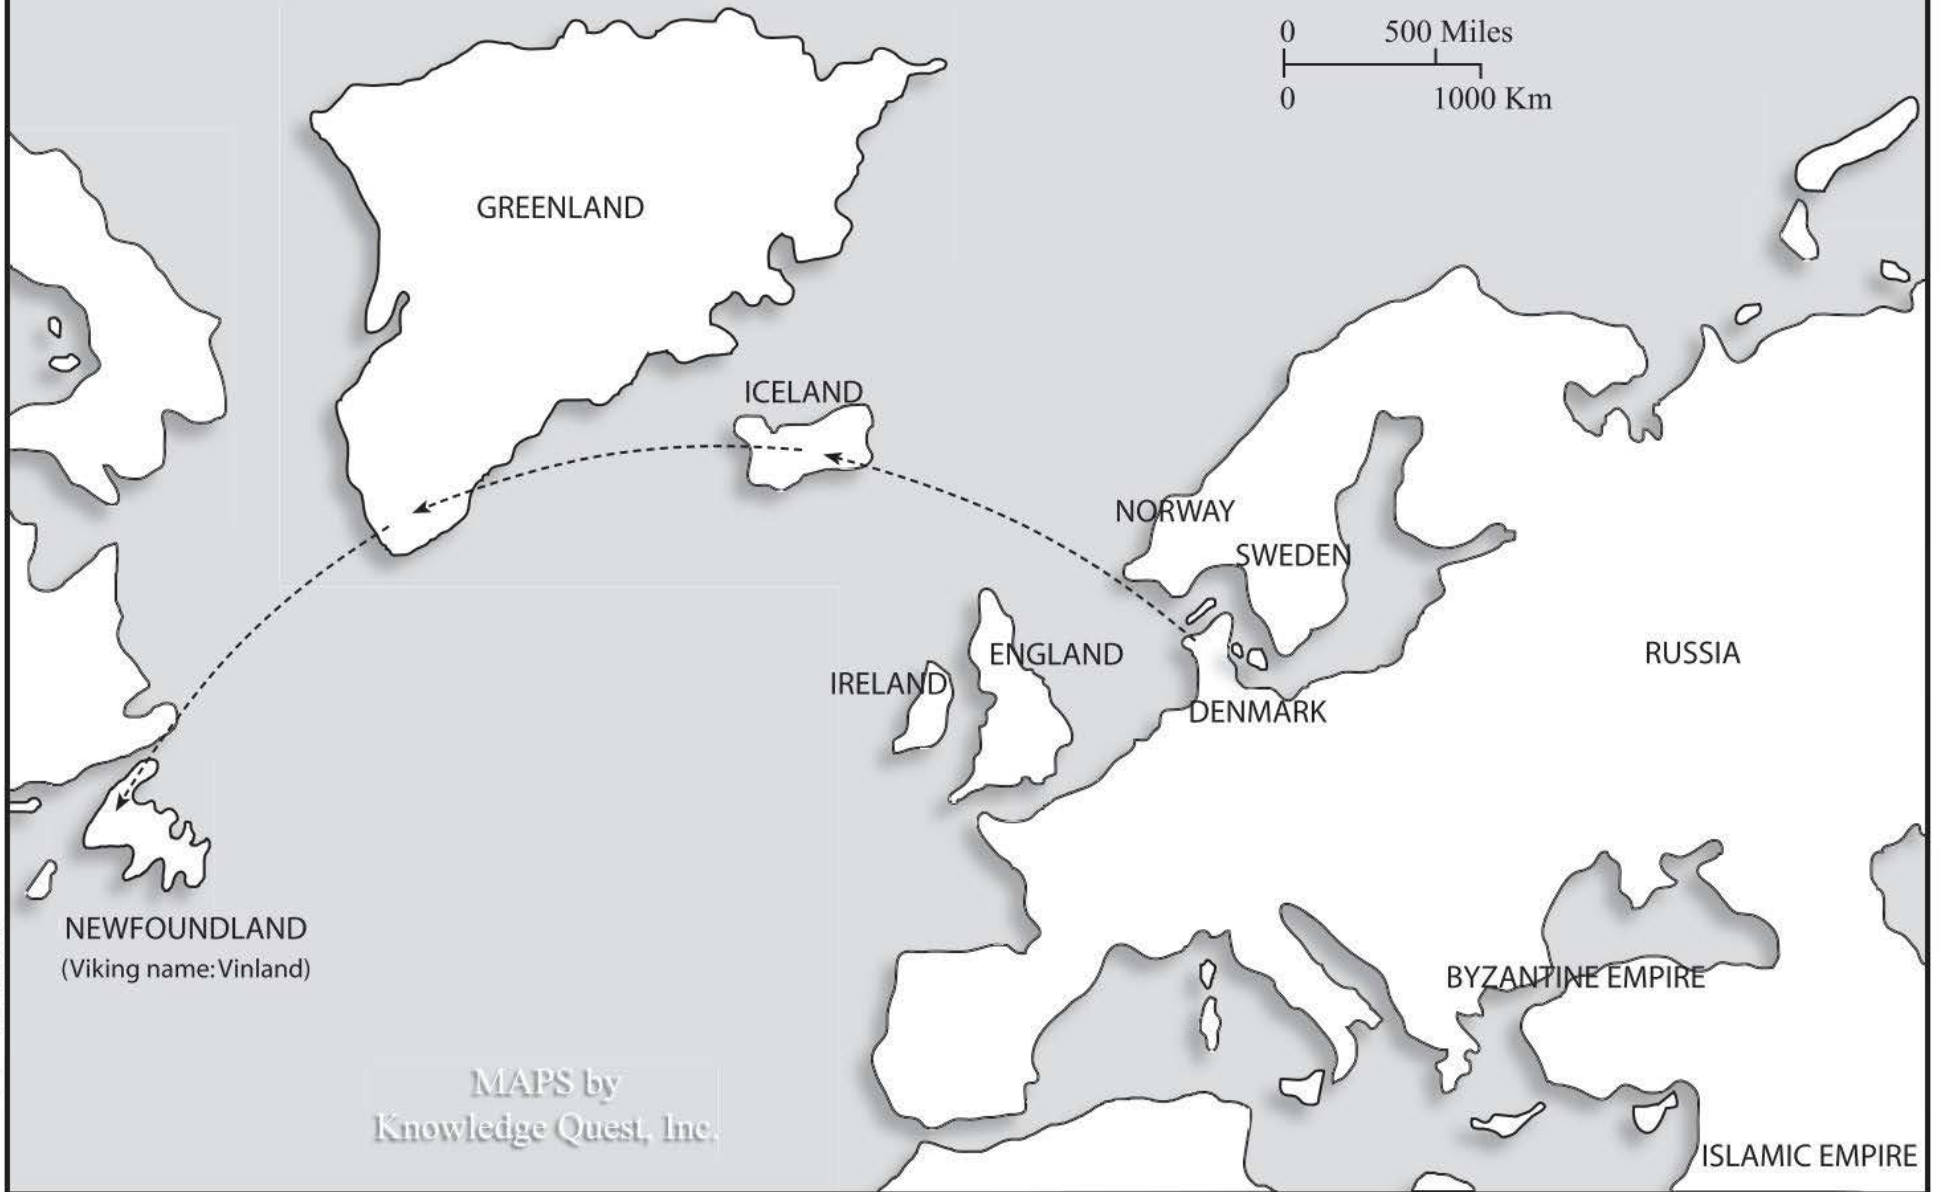 0 500 Miles
0 1000 Km
GREENLAND
ICELAND
NORWAY
SWEDEN
ENGLAND
RUSSIA
IRELAND
DENMARK
NEWFOUNDLAND
(Viking name: Vinland)
BYZANTINE EMPIRE
MAPS by
Knowledge Quest, Inc.
ISLAMIC EMPIRE